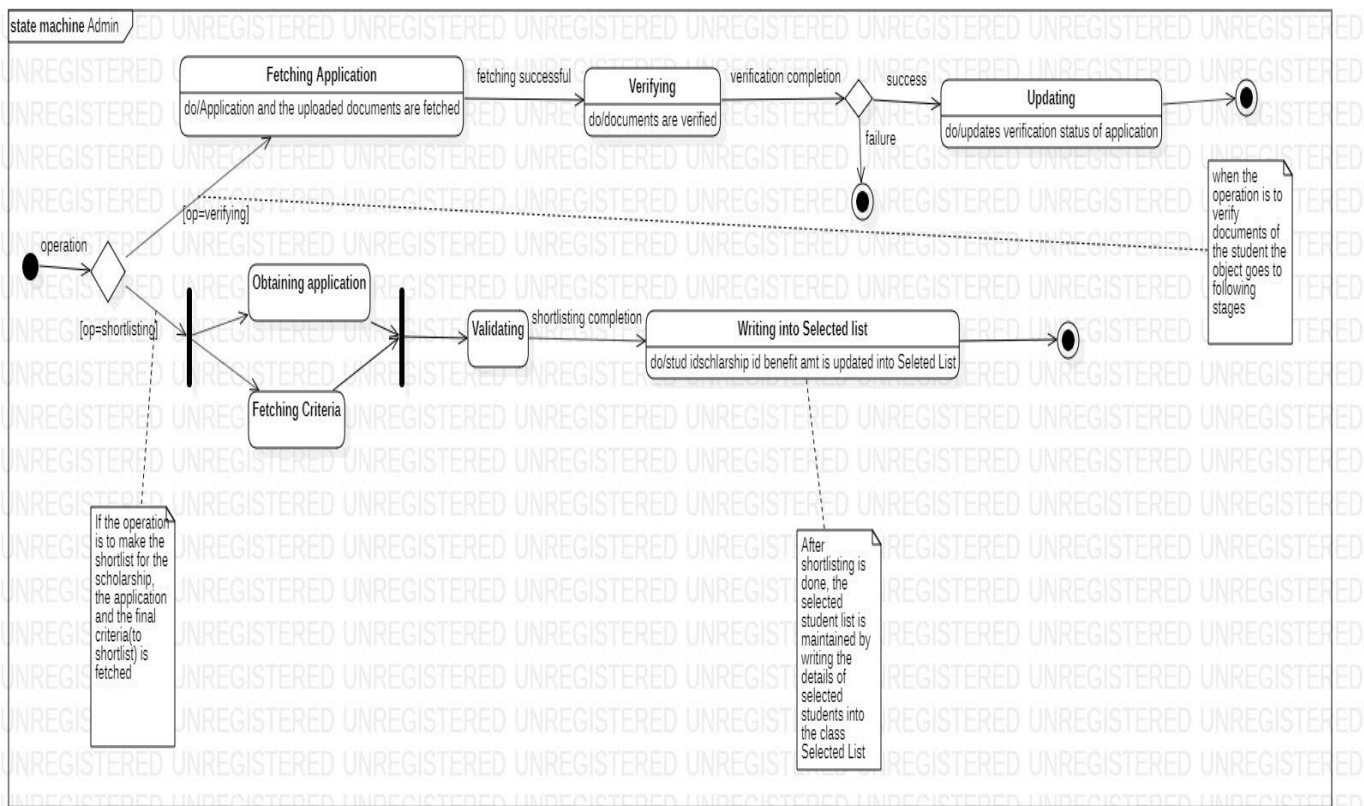 state machine Admin
Fetching Application
do/Application and the uploaded documents are fetched
fetching successful
Verifying
do/documents are verified
verification completion
success
failure
Updating
do/updates verification status of application
[op=verifying]
when the
operation is to
verify
documents of
the student the
object goes to
following
stages
operation
[op=shortlisting]
Obtaining application
Fetching Criteria
Validating
shortlisting completion
Writing into Selected list
do/stud idschlarship id benefit amt is updated into Seleted List
If the operation
is to make the
shortlist for the
scholarship,
the application
and the final
criteria(to
shortlist) is
fetched
After
shortlisting is
done, the
selected
student list is
maintained by
writing the
details of
selected
students into
the class
Selected List
UNREGISTERED